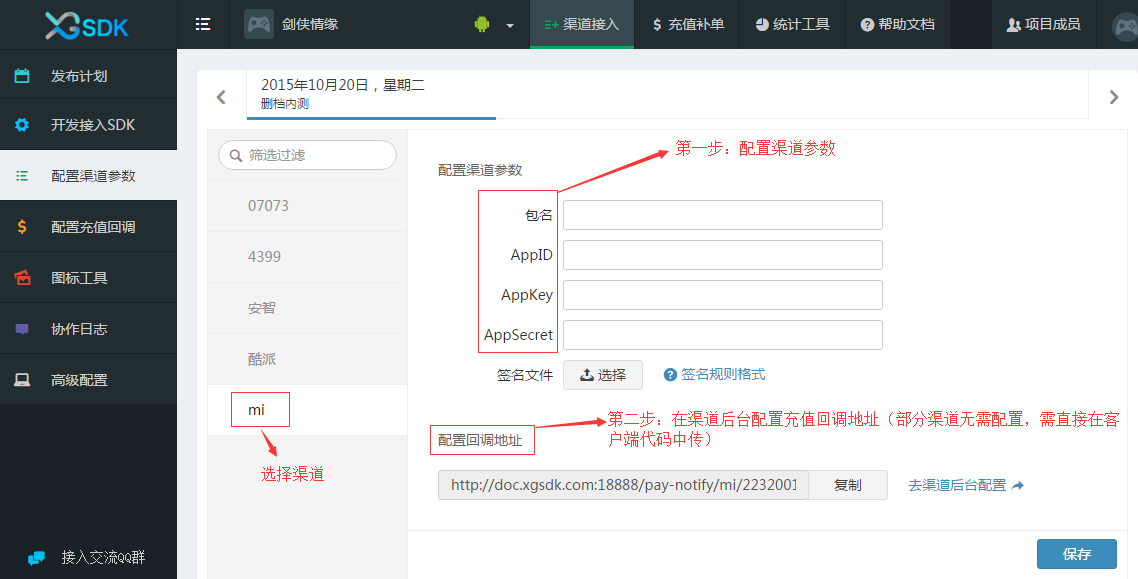 XGSDK
剑侠情缘
渠道接入
$ 充值补单
统计工具
帮助文档
项目成员
发布计划
开发接入SDK
配置渠道参数
配置充值回调
图标工具
协作日志
高级配置
接入交流QQ群
2015年10月20日，星期二
删档内测
筛选过滤
07073
4399
安智
酷派
mi
选择渠道
第一步：配置渠道参数
配置渠道参数
包名
AppID
AppKey
AppSecret
签名文件
选择
签名规则格式
第二步：在渠道后台配置充值回调地址（部分渠道无需配置，需直接在客
户端代码中传）
配置回调地址
http://doc.xgsdk.com:18888/pay-notify/mi/2232001
复制
去渠道后台配置
保存